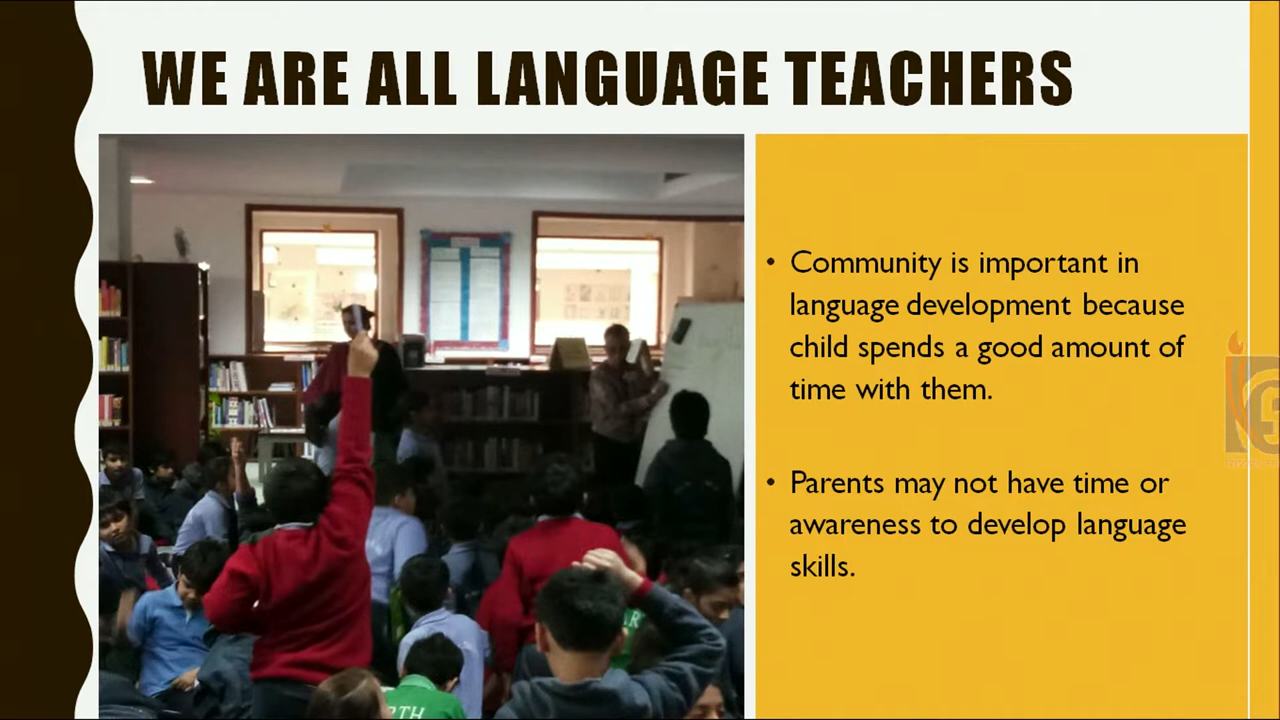 WE ARE ALL LANGUAGE TEACHERS
• Community is important in
language development because
child spends a good amount of
time with them.
• Parents may not have time or
awareness to develop language
skills.